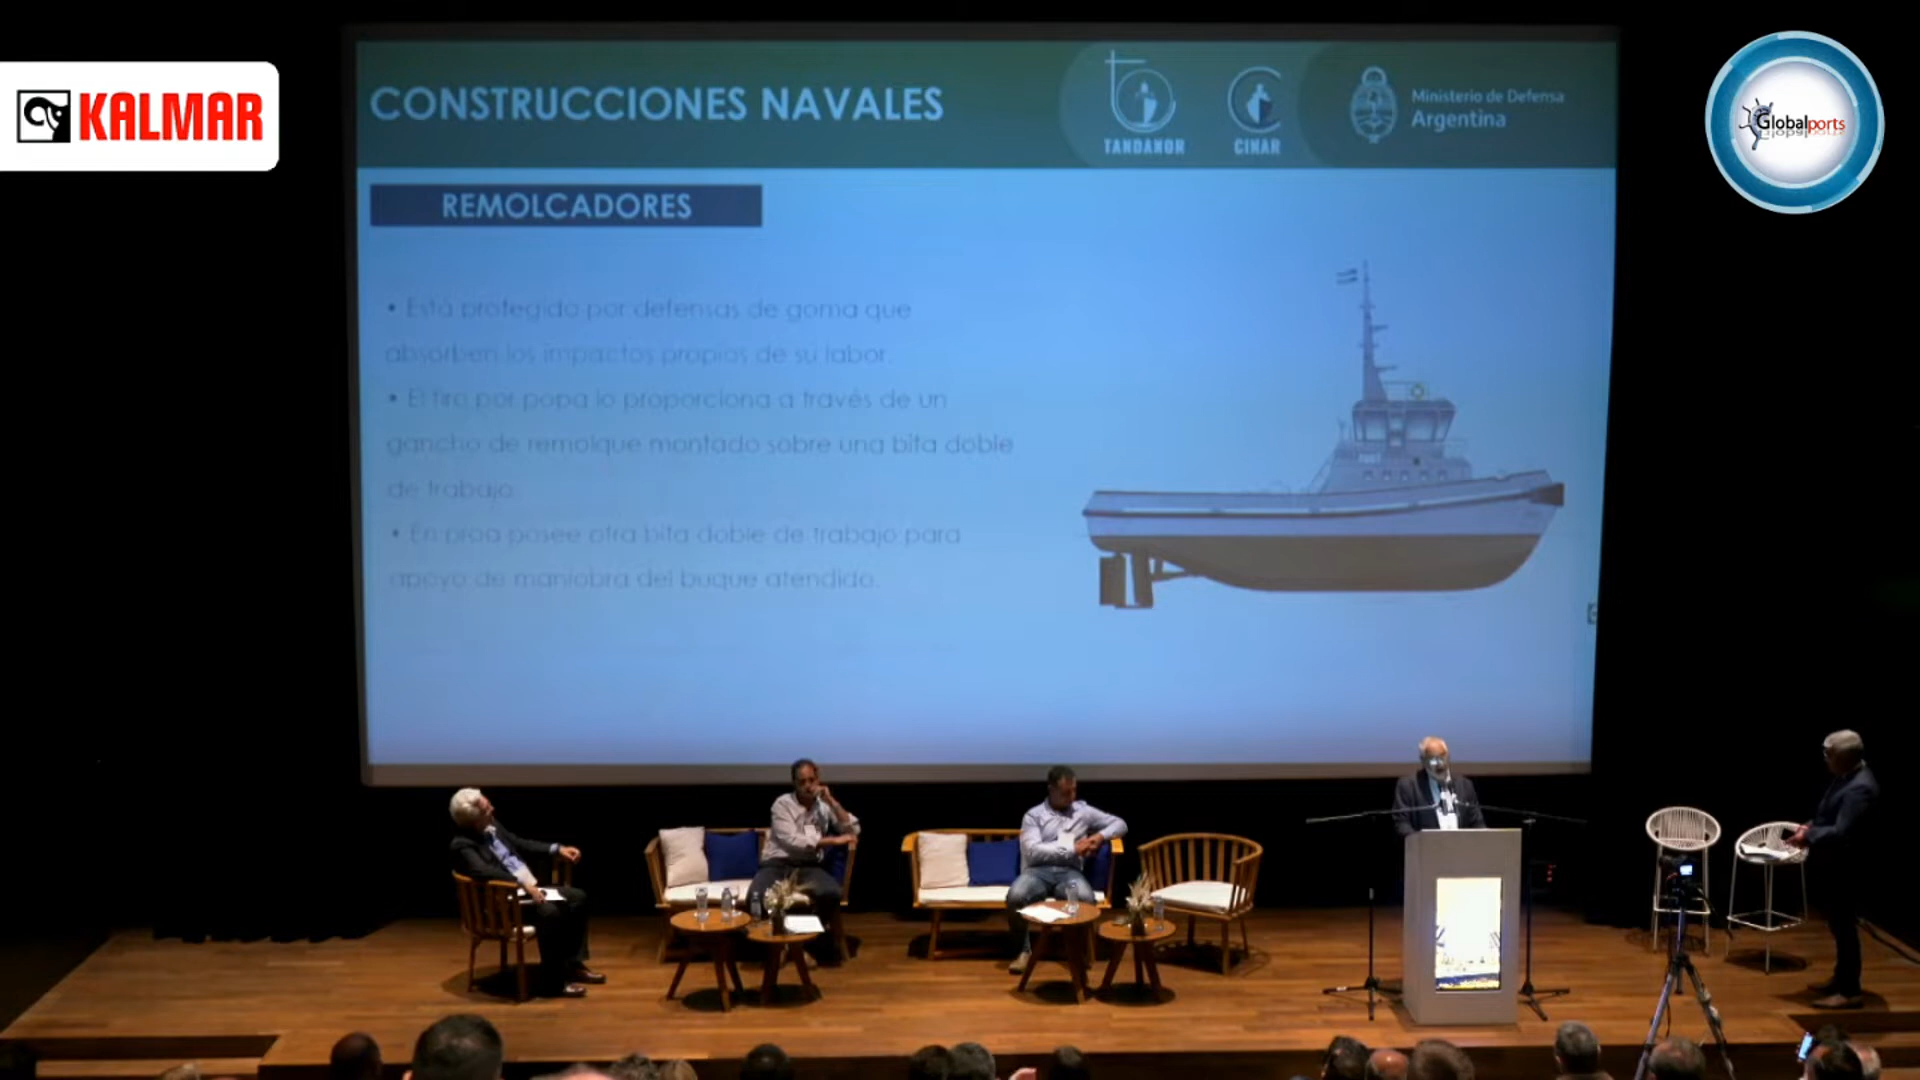 KALMAR
CONSTRUCCIONES NAVALES
TANDANOR
CINAR
Ministerio de Defensa
Argentina
Globalports
REMOLCADORES
• Está protegido por defensas de goma que
absorben los impactos propios de su labor.
• El tiro por popa lo proporciona a través de un
gancho de remolque montado sobre una bita doble
de trabajo.
• En proa posee otra bita doble de trabajo para
apoyo de maniobra del buque atendido.